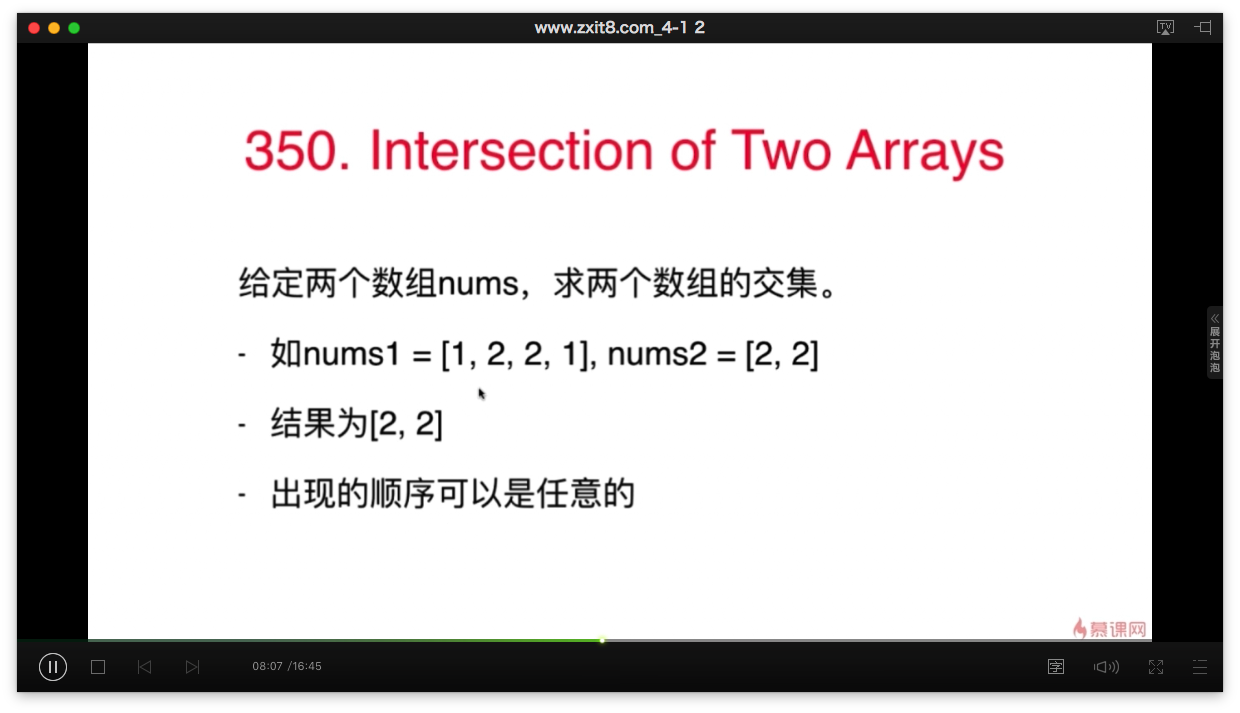 www.zxit8.com_4-1 2
350. Intersection of Two Arrays
给定两个数组nums，求两个数组的交集。
- 如nums1 = [1, 2, 2, 1], nums2 = [2, 2]
- 结果为[2, 2]
- 出现的顺序可以是任意的
展开泡泡
慕课网
08:07 /16:45
字